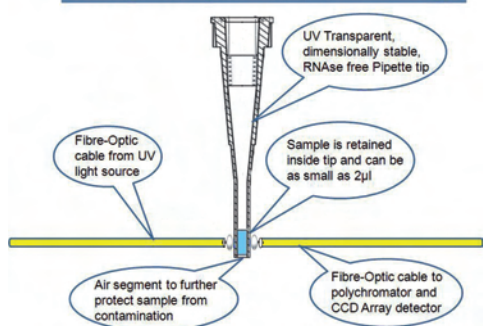 UV Transparent,
dimensionally stable,
RNAse free Pipette tip
Fibre-Optic
cable from UV
light source
Sample is retained
inside tip and can be
as small as 2µl
Air segment to further
protect sample from
contamination
Fibre-Optic cable to
polychromator and
CCD Array detector